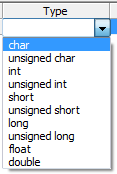 Type
char
unsigned char
int
unsigned int
short
unsigned short
long
unsigned long
float
double